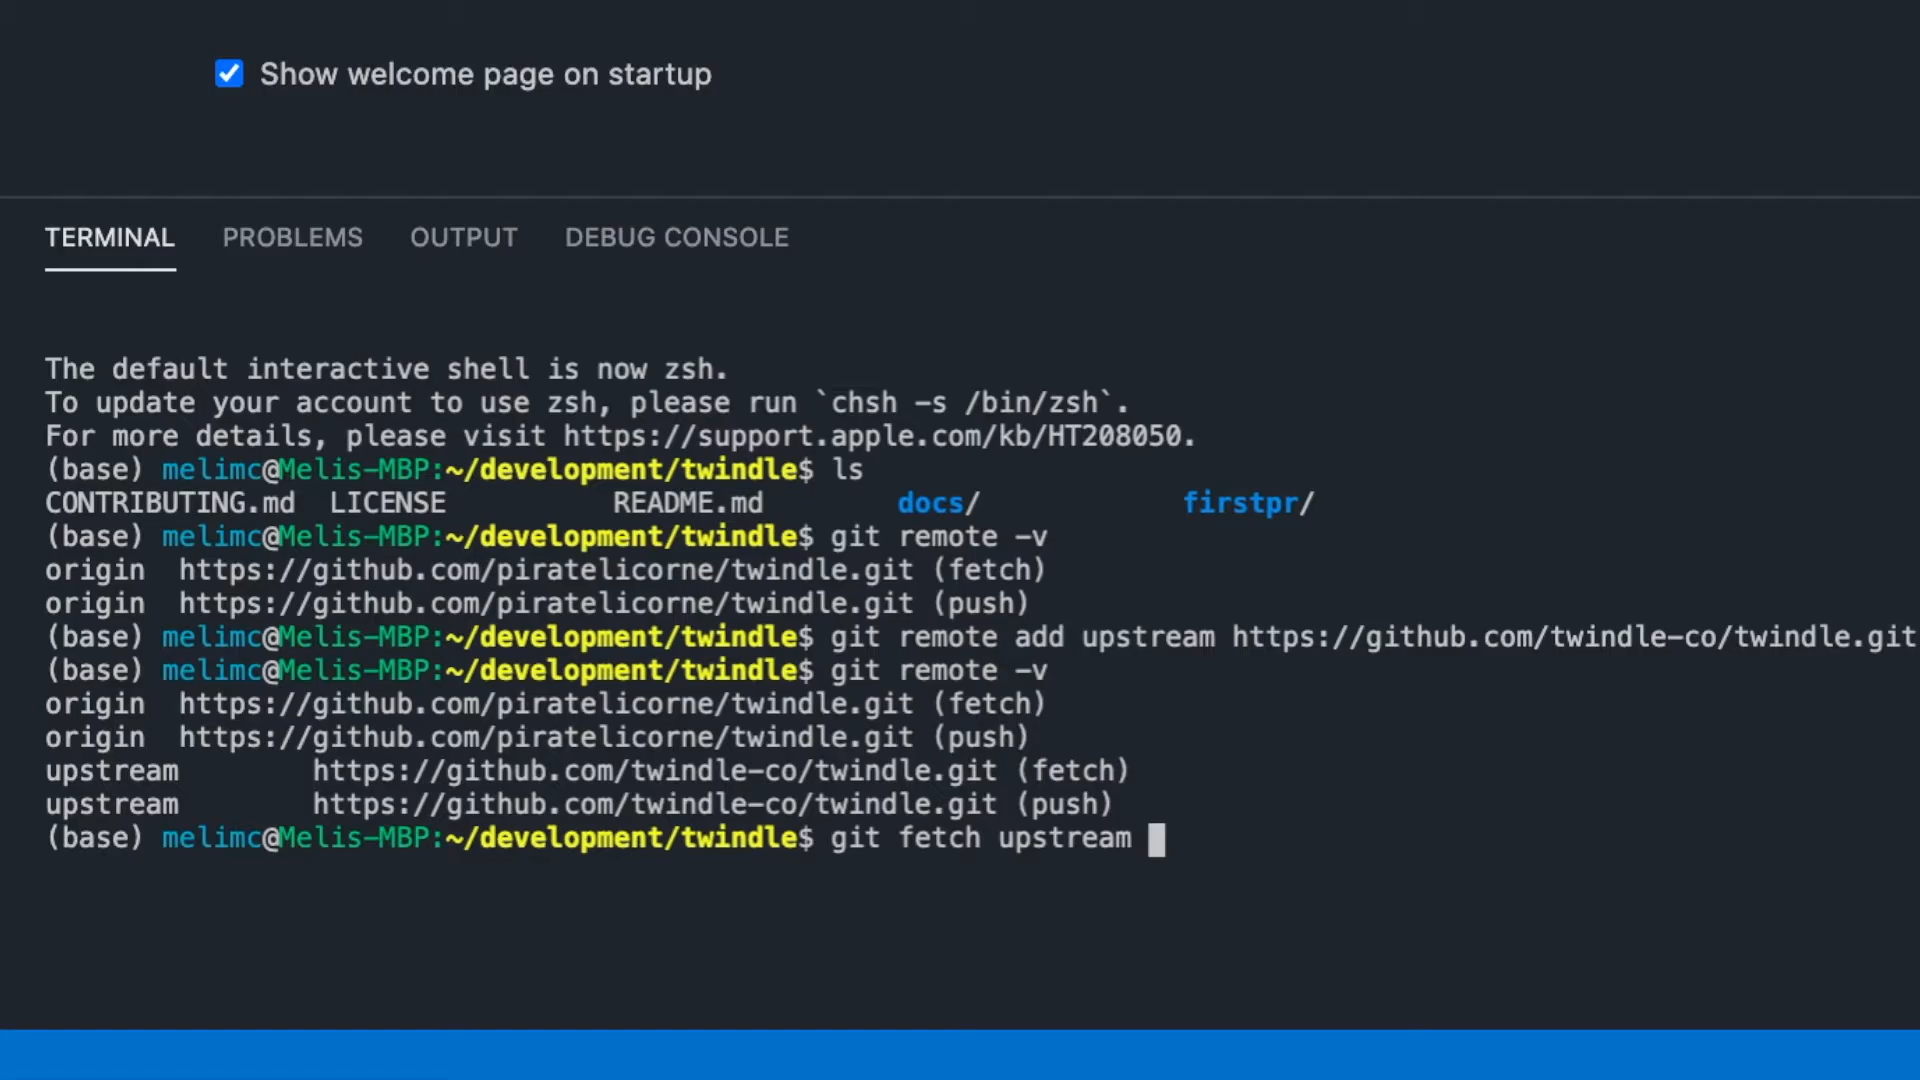 Show welcome page on startup
TERMINAL PROBLEMS OUTPUT DEBUG CONSOLE
The default interactive shell is now zsh.
To update your account to use zsh, please run `chsh -s /bin/zsh`.
For more details, please visit https://support.apple.com/kb/HT208050.
(base) melimc@Melis-MBP:~/development/twindle$ ls
CONTRIBUTING.md LICENSE README.md docs/ firstpr/
(base) melimc@Melis-MBP:~/development/twindle$ git remote -v
origin https://github.com/piratelicorne/twindle.git (fetch)
origin https://github.com/piratelicorne/twindle.git (push)
(base) melimc@Melis-MBP:~/development/twindle$ git remote add upstream https://github.com/twindle-co/twindle.git
(base) melimc@Melis-MBP:~/development/twindle$ git remote -v
origin https://github.com/piratelicorne/twindle.git (fetch)
origin https://github.com/piratelicorne/twindle.git (push)
upstream https://github.com/twindle-co/twindle.git (fetch)
upstream https://github.com/twindle-co/twindle.git (push)
(base) melimc@Melis-MBP:~/development/twindle$ git fetch upstream